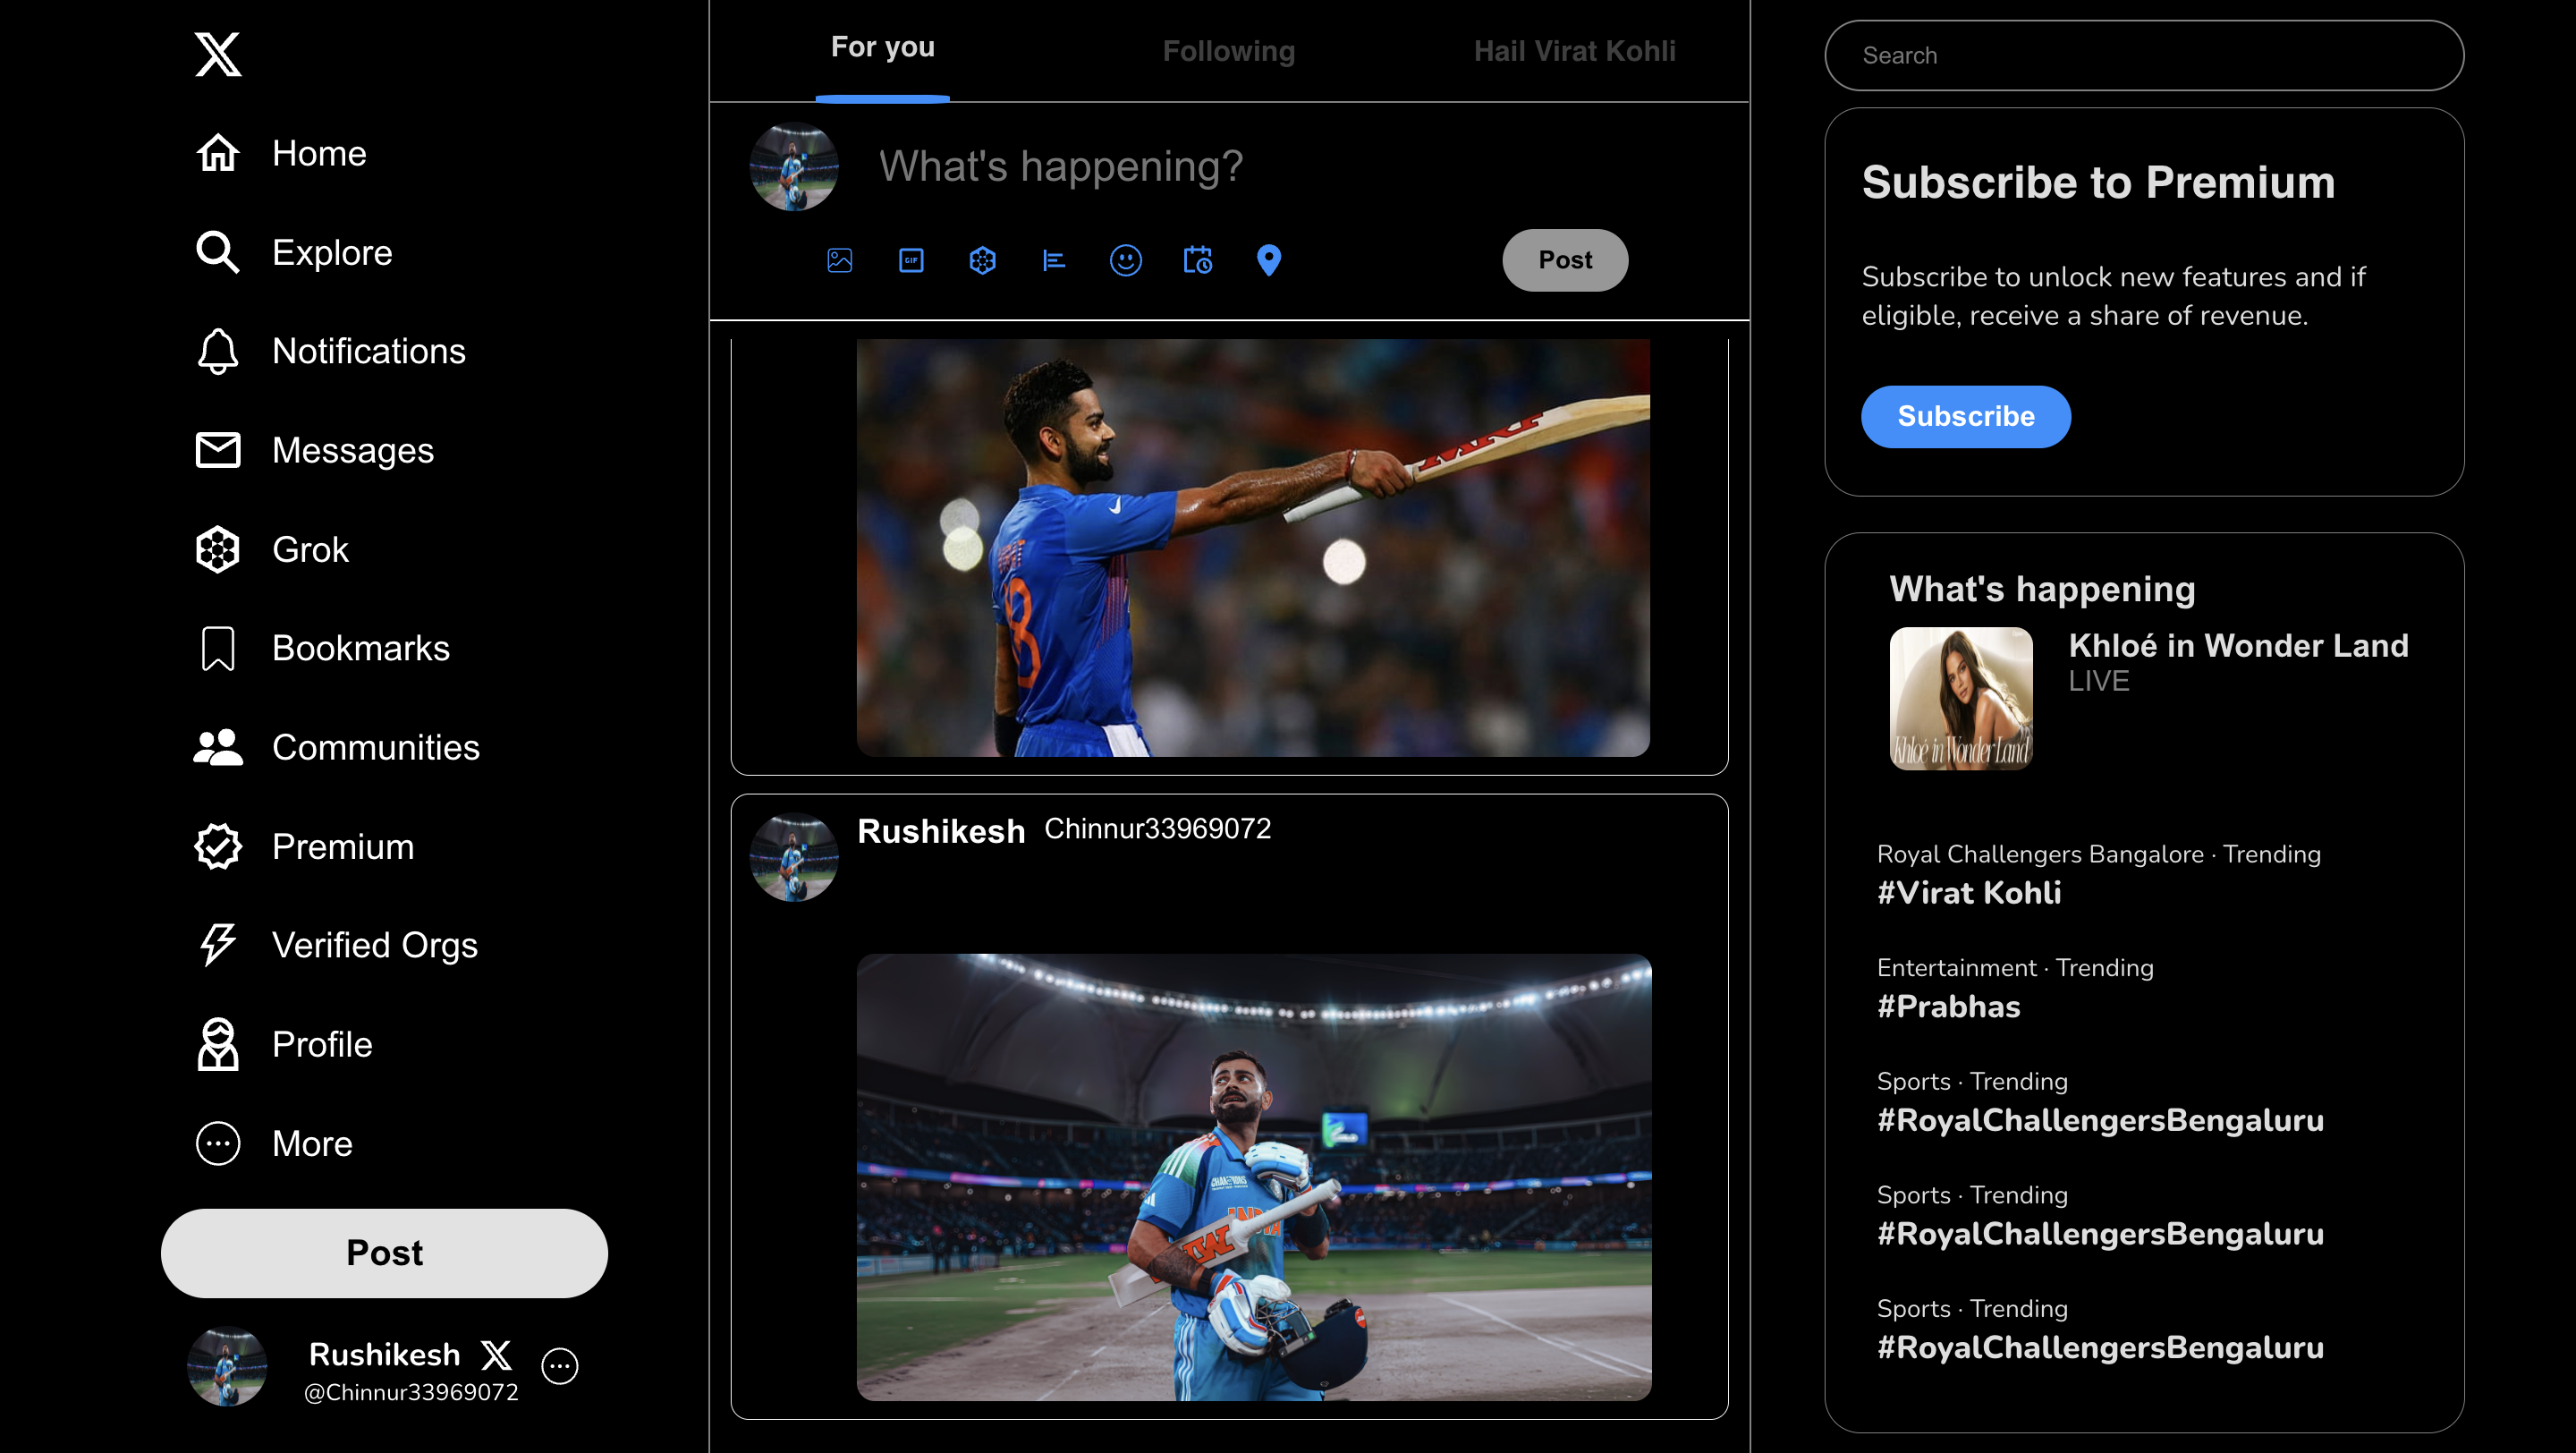 Home
Explore
Notifications
Messages
Grok
Bookmarks
Communities
Premium
Verified Orgs
Profile
More
Post
Rushikesh
@Chinnur33969072
For you
Following
Hail Virat Kohli
What's happening?
GIF
Post
MRF
Rushikesh Chinnur33969072
INDIA
Search
Subscribe to Premium
Subscribe to unlock new features and if
eligible, receive a share of revenue.
Subscribe
What's happening
Khloé in Wonder Land
LIVE
Khloé in Wonder Land
Royal Challengers Bangalore · Trending
#Virat Kohli
Entertainment · Trending
#Prabhas
Sports · Trending
#RoyalChallengersBengaluru
Sports · Trending
#RoyalChallengersBengaluru
Sports · Trending
#RoyalChallengersBengaluru